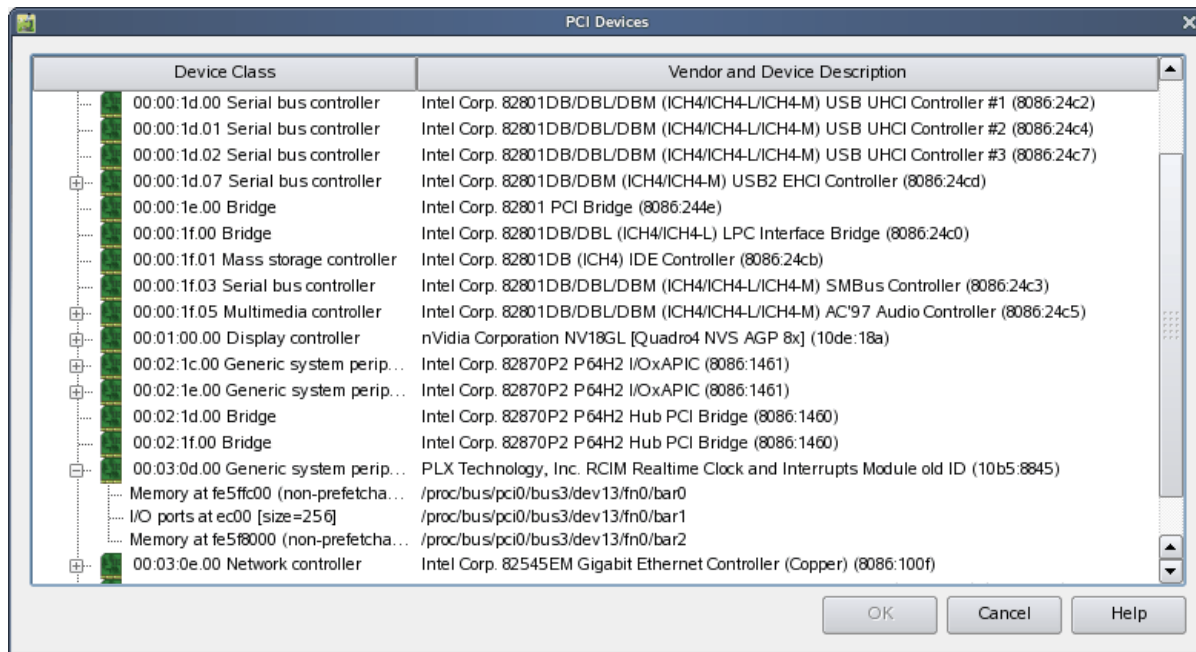 PCI Devices
Device Class Vendor and Device Description
00:00:1d.00 Serial bus controller Intel Corp. 82801DB/DBL/DBM (ICH4/ICH4-L/ICH4-M) USB UHCI Controller #1 (8086:24c2)
00:00:1d.01 Serial bus controller Intel Corp. 82801DB/DBL/DBM (ICH4/ICH4-L/ICH4-M) USB UHCI Controller #2 (8086:24c4)
00:00:1d.02 Serial bus controller Intel Corp. 82801DB/DBL/DBM (ICH4/ICH4-L/ICH4-M) USB UHCI Controller #3 (8086:24c7)
00:00:1d.07 Serial bus controller Intel Corp. 82801DB/DBM (ICH4/ICH4-M) USB2 EHCI Controller (8086:24cd)
00:00:1e.00 Bridge Intel Corp. 82801 PCI Bridge (8086:244e)
00:00:1f.00 Bridge Intel Corp. 82801DB/DBL (ICH4/ICH4-L) LPC Interface Bridge (8086:24c0)
00:00:1f.01 Mass storage controller Intel Corp. 82801DB (ICH4) IDE Controller (8086:24cb)
00:00:1f.03 Serial bus controller Intel Corp. 82801DB/DBL/DBM (ICH4/ICH4-L/ICH4-M) SMBus Controller (8086:24c3)
00:00:1f.05 Multimedia controller Intel Corp. 82801DB/DBL/DBM (ICH4/ICH4-L/ICH4-M) AC'97 Audio Controller (8086:24c5)
00:01:00.00 Display controller nVidia Corporation NV18GL [Quadro4 NVS AGP 8x] (10de:18a)
00:02:1c.00 Generic system perip... Intel Corp. 82870P2 P64H2 I/OxAPIC (8086:1461)
00:02:1e.00 Generic system perip... Intel Corp. 82870P2 P64H2 I/OxAPIC (8086:1461)
00:02:1d.00 Bridge Intel Corp. 82870P2 P64H2 Hub PCI Bridge (8086:1460)
00:02:1f.00 Bridge Intel Corp. 82870P2 P64H2 Hub PCI Bridge (8086:1460)
00:03:0d.00 Generic system perip... PLX Technology, Inc. RCIM Realtime Clock and Interrupts Module old ID (10b5:8845)
Memory at fe5ffc00 (non-prefetcha... /proc/bus/pci0/bus3/dev13/fn0/bar0
I/O ports at ec00 [size=256] /proc/bus/pci0/bus3/dev13/fn0/bar1
Memory at fe5f8000 (non-prefetcha... /proc/bus/pci0/bus3/dev13/fn0/bar2
00:03:0e.00 Network controller Intel Corp. 82545EM Gigabit Ethernet Controller (Copper) (8086:100f)
OK Cancel Help